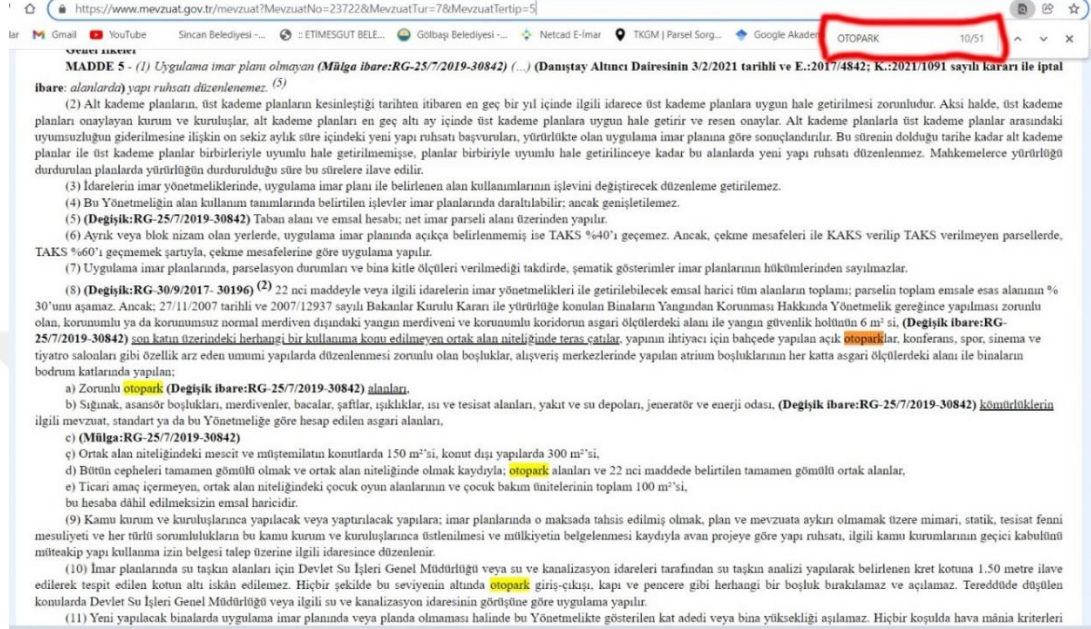 https://www.mevzuat.gov.tr/mevzuat?MevzuatNo=23722&MevzuatTur=7&MevzuatTertip=5
lar Gmail YouTube Sincan Belediyesi -... :: ETİMESGUT BELE... Gölbaşı Belediyesi -... Netcad E-İmar TKGM | Parsel Sorg... Google Akaden
OTOPARK 10/51
Genel ilkeler
MADDE 5 - (1) Uygulama imar planı olmayan (Mülga ibare:RG-25/7/2019-30842) (...) (Danıştay Altıncı Dairesinin 3/2/2021 tarihli ve E.:2017/4842; K.:2021/1091 sayılı kararı ile iptal
ibare: alanlarda) yapı ruhsatı düzenlenemez. (5)
(2) Alt kademe planların, üst kademe planların kesinleştiği tarihten itibaren en geç bir yıl içinde ilgili idarece üst kademe planlara uygun hale getirilmesi zorunludur. Aksi halde, üst kademe
planları onaylayan kurum ve kuruluşlar, alt kademe planları en geç altı ay içinde üst kademe planlara uygun hale getirir ve resen onaylar. Alt kademe planlarla üst kademe planlar arasındaki
uyumsuzluğun giderilmesine ilişkin on sekiz aylık süre içindeki yeni yapı ruhsatı başvuruları, yürürlükte olan uygulama imar planına göre sonuçlandırılır. Bu sürenin dolduğu tarihe kadar alt kademe
planlar ile üst kademe planlar birbirleriyle uyumlu hale getirilmemişse, planlar birbiriyle uyumlu hale getirilinceye kadar bu alanlarda yeni yapı ruhsatı düzenlenmez. Mahkemelerce yürürlüğü
durdurulan planlarda yürürlüğün durdurulduğu süre bu sürelere ilave edilir.
(3) İdarelerin imar yönetmeliklerinde, uygulama imar planı ile belirlenen alan kullanımlarının işlevini değiştirecek düzenleme getirilemez.
(4) Bu Yönetmeliğin alan kullanım tanımlarında belirtilen işlevler imar planlarında daraltılabilir; ancak genişletilemez.
(5) (Değişik:RG-25/7/2019-30842) Taban alanı ve emsal hesabı; net imar parseli alanı üzerinden yapılır.
(6) Ayrık veya blok nizam olan yerlerde, uygulama imar planında açıkça belirlenmemiş ise TAKS %40'ı geçemez. Ancak, çekme mesafeleri ile KAKS verilip TAKS verilmeyen parsellerde,
TAKS %60'ı geçmemek şartıyla, çekme mesafelerine göre uygulama yapılır.
(7) Uygulama imar planlarında, parselasyon durumları ve bina kitle ölçüleri verilmediği takdirde, şematik gösterimler imar planlarının hükümlerinden sayılmazlar.
(8) (Değişik:RG-30/9/2017- 30196) (2) 22 nci maddeyle veya ilgili idarelerin imar yönetmelikleri ile getirilebilecek emsal harici tüm alanların toplamı; parselin toplam emsale esas alanının %
30'unu aşamaz. Ancak; 27/11/2007 tarihli ve 2007/12937 sayılı Bakanlar Kurulu Kararı ile yürürlüğe konulan Binaların Yangından Korunması Hakkında Yönetmelik gereğince yapılması zorunlu
olan, korunumlu ya da korunumsuz normal merdiven dışındaki yangın merdiveni ve korunumlu koridorun asgari ölçülerdeki alanı ile yangın güvenlik holünün 6 m² si, (Değişik ibare:RG-
25/7/2019-30842) son katın üzerindeki herhangi bir kullanıma konu edilmeyen ortak alan niteliğinde teras çatılar, yapının ihtiyacı için bahçede yapılan açık otoparklar, konferans, spor, sinema ve
tiyatro salonları gibi özellik arz eden umumi yapılarda düzenlenmesi zorunlu olan boşluklar, alışveriş merkezlerinde yapılan atrium boşluklarının her katta asgari ölçülerdeki alanı ile binaların
bodrum katlarında yapılan;
a) Zorunlu otopark (Değişik ibare:RG-25/7/2019-30842) alanları,
b) Sığınak, asansör boşlukları, merdivenler, bacalar, şaftlar, ışıklıklar, ısı ve tesisat alanları, yakıt ve su depoları, jeneratör ve enerji odası, (Değişik ibare:RG-25/7/2019-30842) kömürlüklerin
ilgili mevzuat, standart ya da bu Yönetmeliğe göre hesap edilen asgari alanları,
c) (Mülga:RG-25/7/2019-30842)
ç) Ortak alan niteliğindeki mescit ve müştemilatın konutlarda 150 m²'si, konut dışı yapılarda 300 m²'si,
d) Bütün cepheleri tamamen gömülü olmak ve ortak alan niteliğinde olmak kaydıyla; otopark alanları ve 22 nci maddede belirtilen tamamen gömülü ortak alanlar,
e) Ticari amaç içermeyen, ortak alan niteliğindeki çocuk oyun alanlarının ve çocuk bakım ünitelerinin toplam 100 m²'si,
bu hesaba dâhil edilmeksizin emsal haricidir.
(9) Kamu kurum ve kuruluşlarınca yapılacak veya yaptırılacak yapılara; imar planlarında o maksada tahsis edilmiş olmak, plan ve mevzuata aykırı olmamak üzere mimari, statik, tesisat fenni
mesuliyeti ve her türlü sorumlulukların bu kamu kurum ve kuruluşlarınca üstlenilmesi ve mülkiyetin belgelenmesi kaydıyla avan projeye göre yapı ruhsatı, ilgili kamu kurumlarının geçici kabulünü
müteakip yapı kullanma izin belgesi talep üzerine ilgili idaresince düzenlenir.
(10) İmar planlarında su taşkın alanları için Devlet Su İşleri Genel Müdürlüğü veya su ve kanalizasyon idareleri tarafından su taşkın analizi yapılarak belirlenen kret kotuna 1.50 metre ilave
edilerek tespit edilen kotun altı iskân edilemez. Hiçbir şekilde bu seviyenin altında otopark giriş-çıkışı, kapı ve pencere gibi herhangi bir boşluk bırakılamaz ve açılamaz. Tereddüde düşülen
konularda Devlet Su İşleri Genel Müdürlüğü veya ilgili su ve kanalizasyon idaresinin görüşüne göre uygulama yapılır.
(11) Yeni yapılacak binalarda uygulama imar planında veya planda olmaması halinde bu Yönetmelikte gösterilen kat adedi veya bina yüksekliği aşılamaz. Hiçbir koşulda hava mânia kriterleri